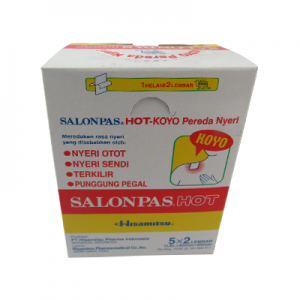 1 HELAI=2 LEMBAR
SALONPAS® HOT-KOYO Pereda Nyeri
Meredakan rasa nyeri
yang disebabkan oleh:
• NYERI OTOT
• NYERI SENDI
• TERKILIR
• PUNGGUNG PEGAL
KOYO
SALONPAS® HOT
Hisamitsu®
5×2 LEMBAR